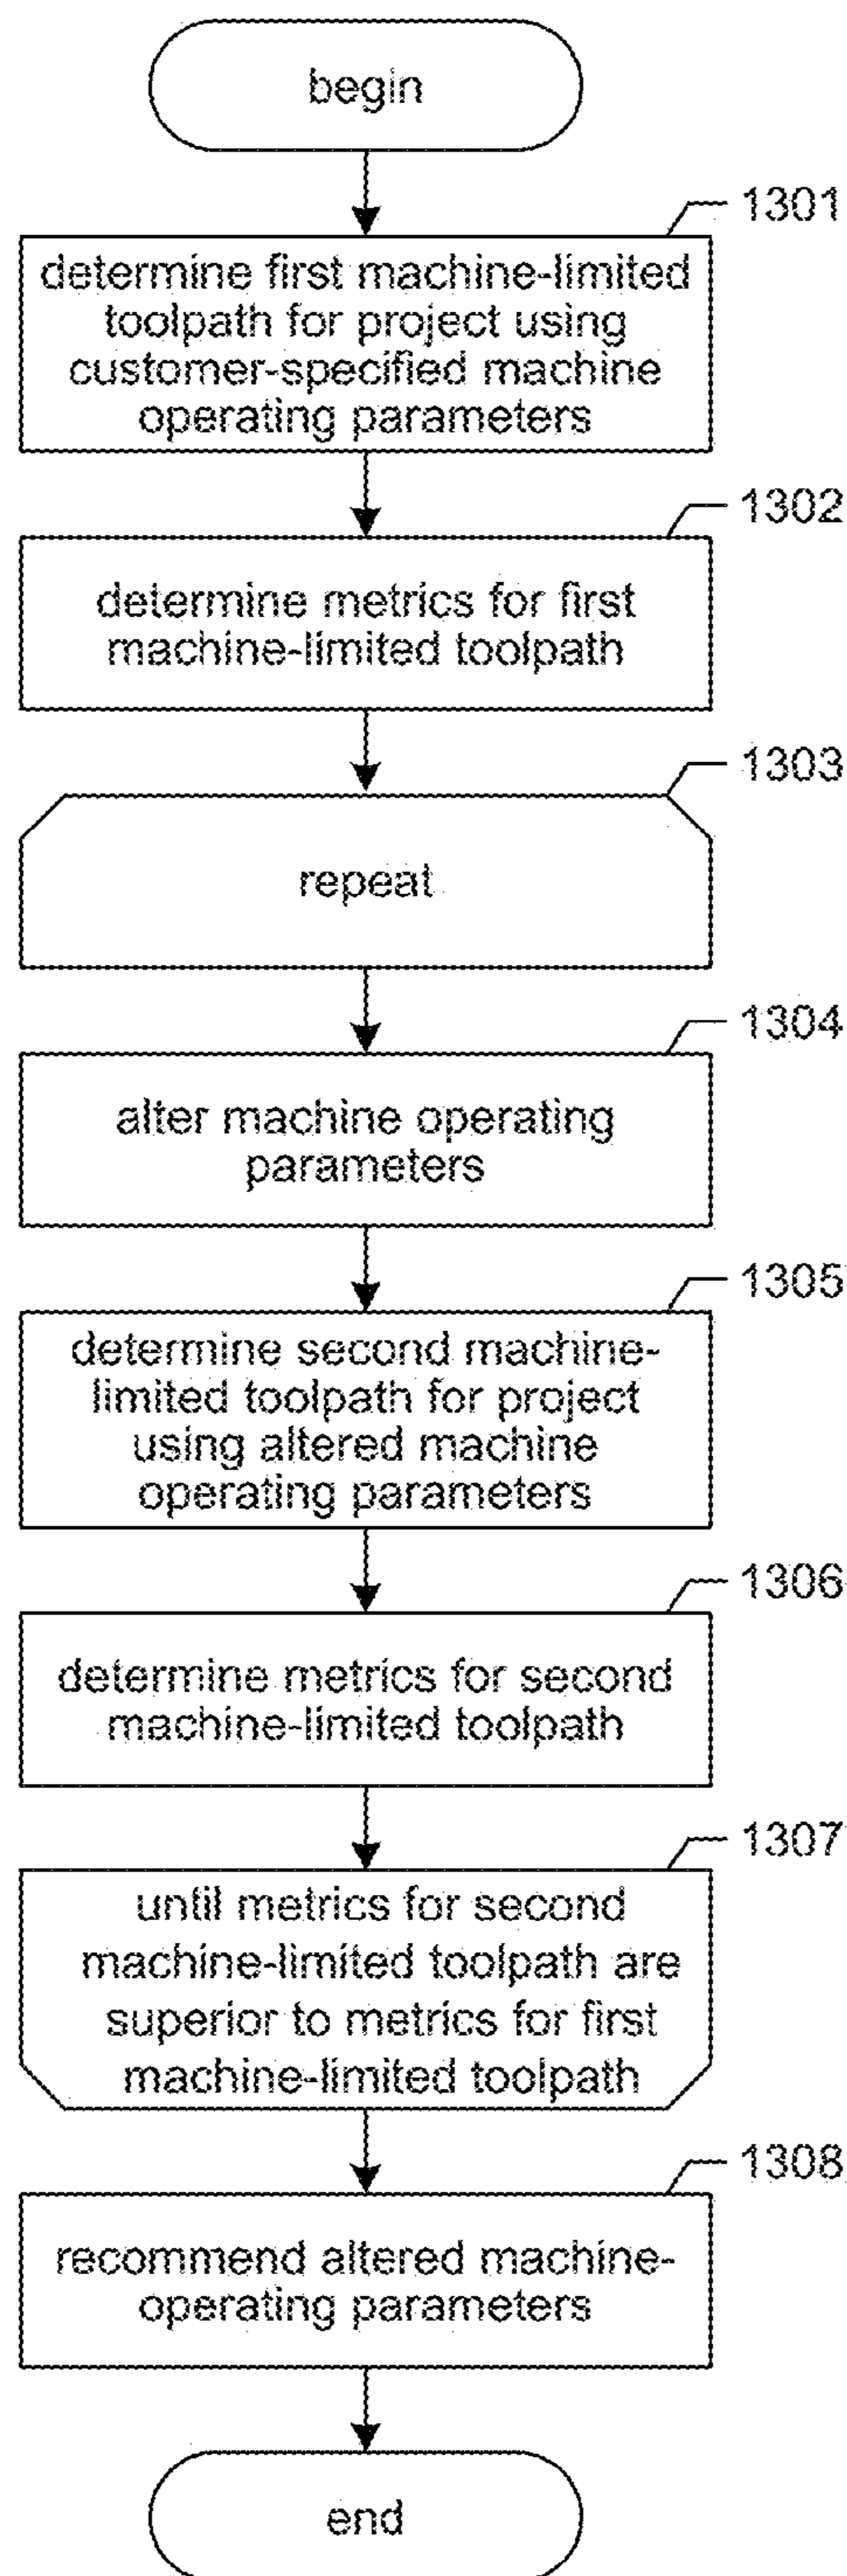 begin
1301
determine first machine-limited
toolpath for project using
customer-specified machine
operating parameters
1302
determine metrics for first
machine-limited toolpath
1303
repeat
1304
alter machine operating
parameters
1305
determine second machine-
limited toolpath for project
using altered machine
operating parameters
1306
determine metrics for second
machine-limited toolpath
1307
until metrics for second
machine-limited toolpath are
superior to metrics for first
machine-limited toolpath
1308
recommend altered machine-
operating parameters
end